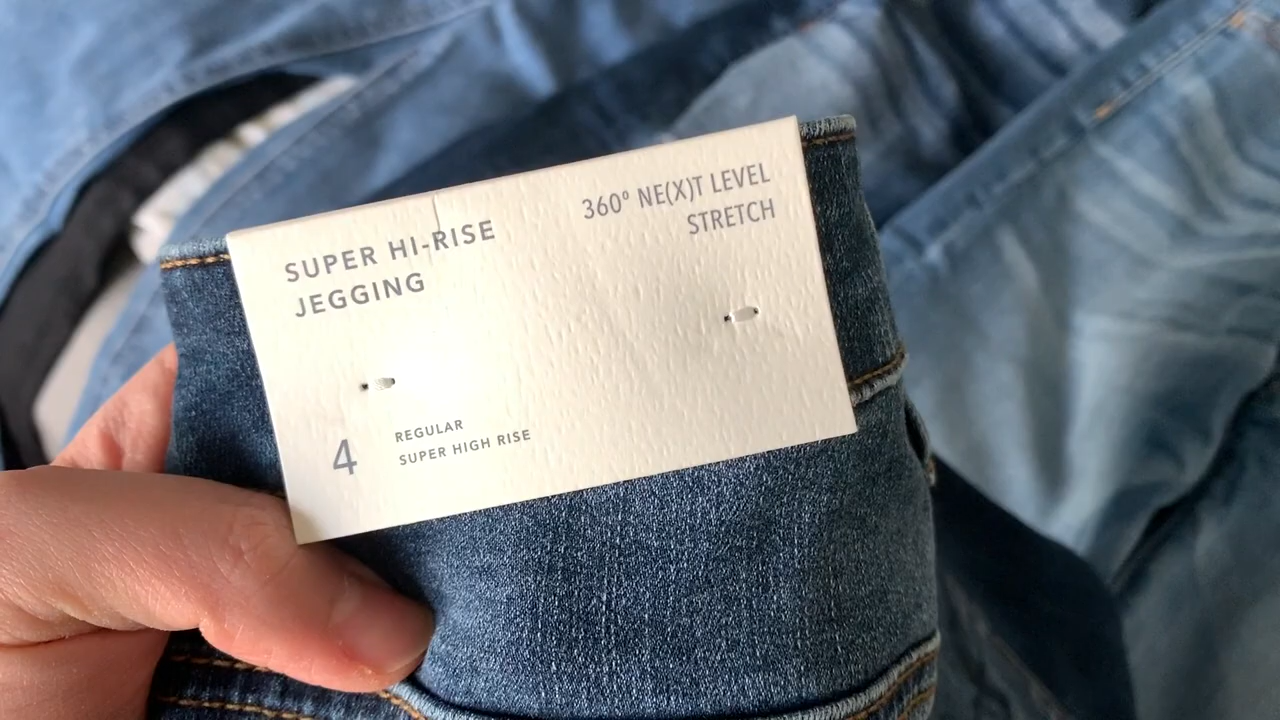 SUPER HI-RISE
JEGGING
360° NE(X)T LEVEL
STRETCH
4
REGULAR
SUPER HIGH RISE